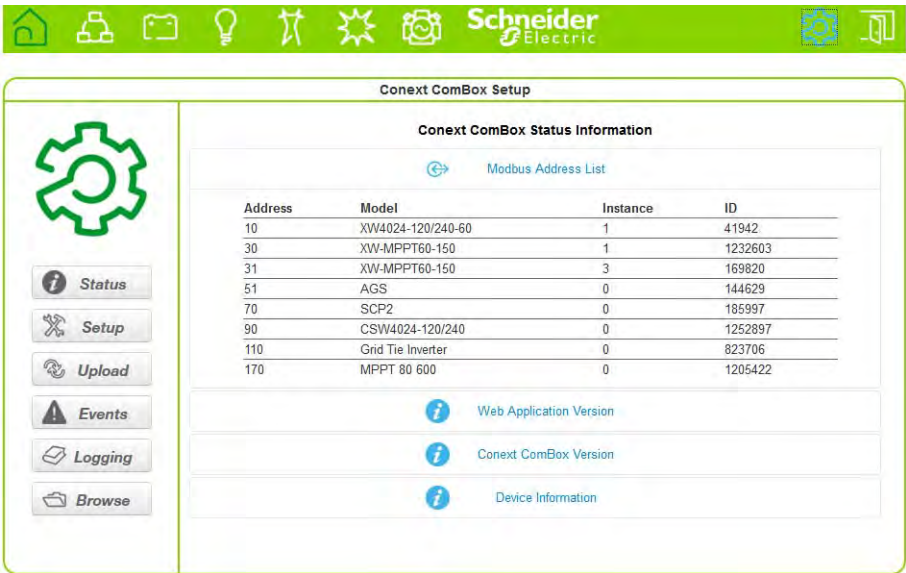 Schneider
Electric
Conext ComBox Setup
Conext ComBox Status Information
Modbus Address List
Address Model Instance ID
10 XW4024-120/240-60 1 41942
30 XW-MPPT60-150 1 1232603
31 XW-MPPT60-150 3 169820
51 AGS 0 144629
70 SCP2 0 185997
90 CSW4024-120/240 0 1252897
110 Grid Tie Inverter 0 823706
170 MPPT 80 600 0 1205422
Web Application Version
Conext ComBox Version
Device Information
Status
Setup
Upload
Events
Logging
Browse